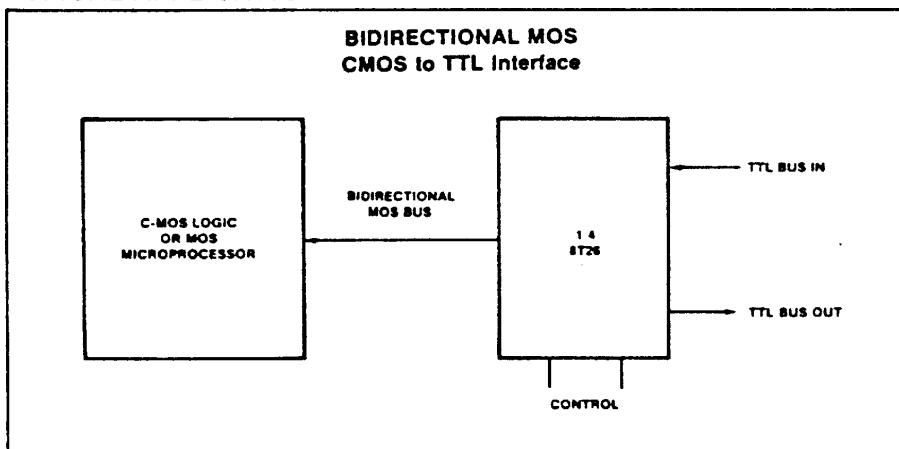 BIDIRECTIONAL MOS
CMOS to TTL Interface
C-MOS LOGIC
OR MOS
MICROPROCESSOR
BIDIRECTIONAL
MOS BUS
1 4
8T26
TTL BUS IN
TTL BUS OUT
CONTROL